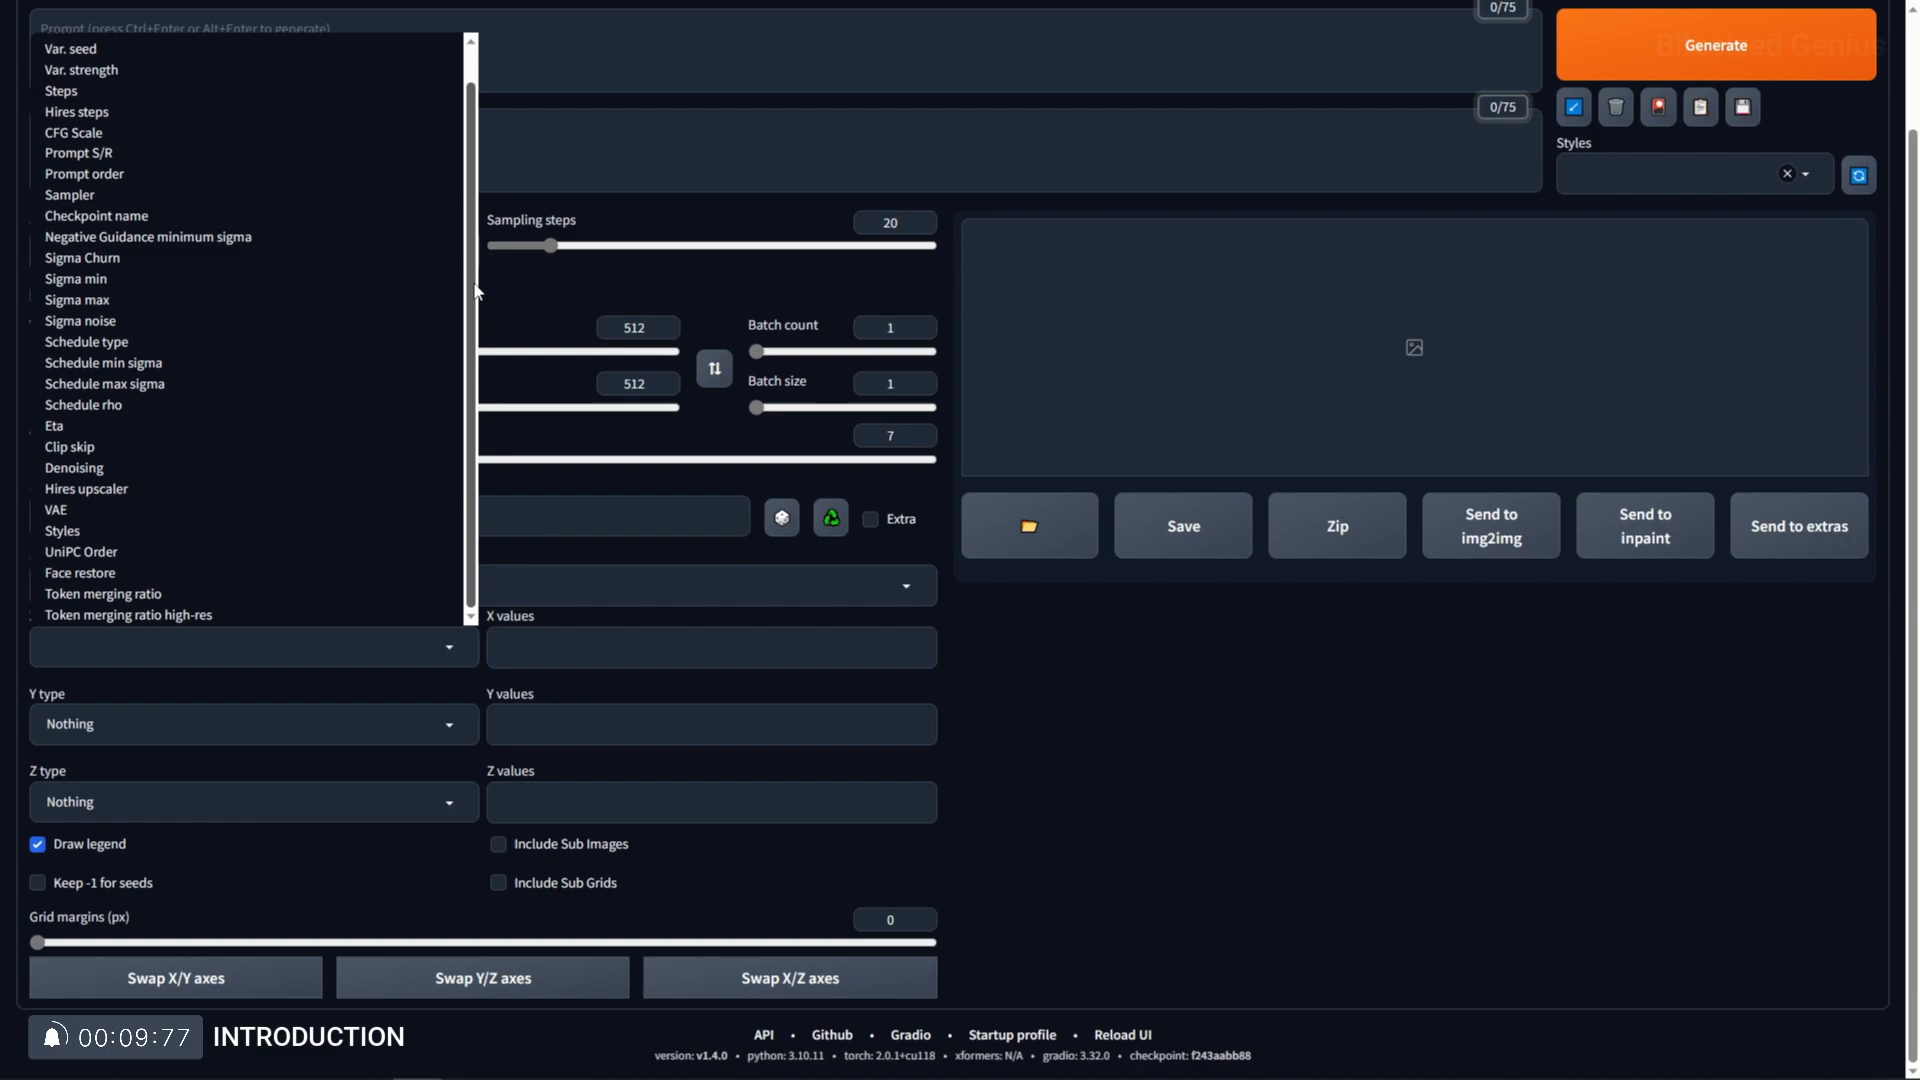 0/75
Prompt (press Ctrl+Enter or Alt+Enter to generate)
Generate
Var. seed
Var. strength
Steps
Hires steps
CFG Scale
Prompt S/R
Prompt order
Sampler
Checkpoint name
Negative Guidance minimum sigma
Sigma Churn
Sigma min
Sigma max
Sigma noise
Schedule type
Schedule min sigma
Schedule max sigma
Schedule rho
Eta
Clip skip
Denoising
Hires upscaler
VAE
Styles
UniPC Order
Face restore
Token merging ratio
Token merging ratio high-res
0/75
Styles
Sampling steps
20
512
Batch count
1
512
Batch size
1
7
Extra
Save
Zip
Send to
img2img
Send to
inpaint
Send to extras
X values
Y type
Y values
Nothing
Z type
Z values
Nothing
Draw legend
Include Sub Images
Keep -1 for seeds
Include Sub Grids
Grid margins (px)
0
Swap X/Y axes
Swap Y/Z axes
Swap X/Z axes
00:09:77
INTRODUCTION
API • Github • Gradio • Startup profile • Reload UI
version: v1.4.0 • python: 3.10.11 • torch: 2.0.1+cu118 • xformers: N/A • gradio: 3.32.0 • checkpoint: f243aabb88